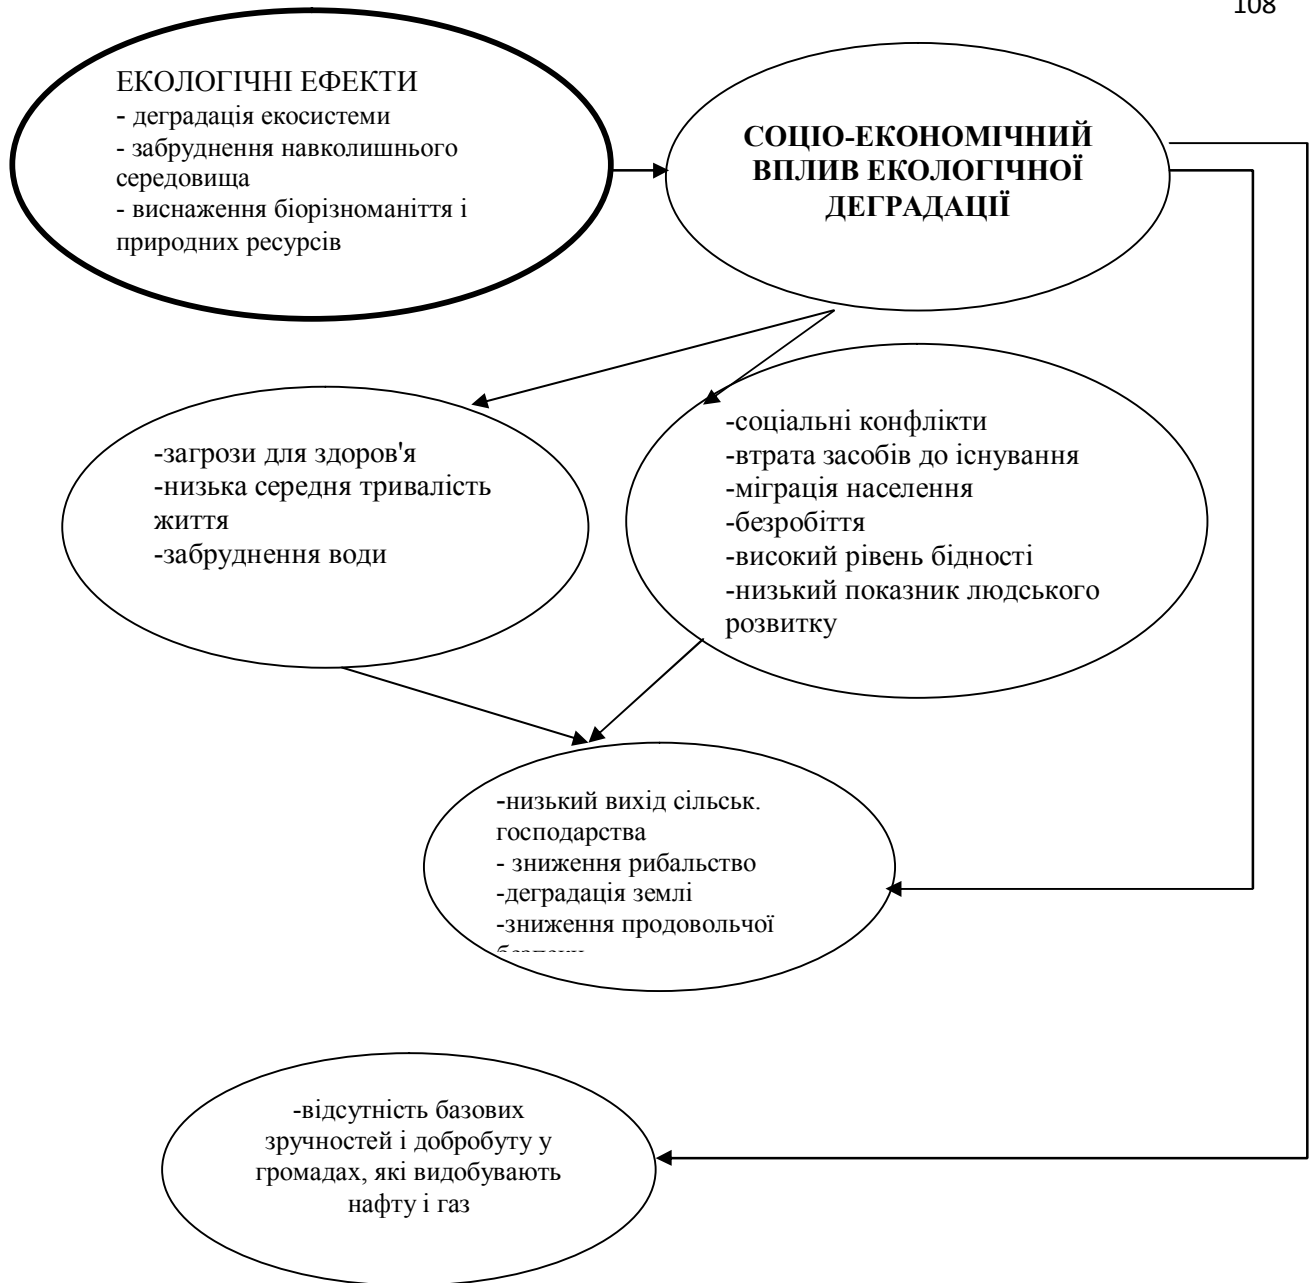 108
ЕКОЛОГІЧНІ ЕФЕКТИ
- деградація екосистеми
- забруднення навколишнього
середовища
- виснаження біорізноманіття і
природних ресурсів
СОЦІО-ЕКОНОМІЧНИЙ
ВПЛИВ ЕКОЛОГІЧНОЇ
ДЕГРАДАЦІЇ
-загрози для здоров'я
-низька середня тривалість
життя
-забруднення води
-соціальні конфлікти
-втрата засобів до існування
-міграція населення
-безробіття
-високий рівень бідності
-низький показник людського
розвитку
-низький вихід сільськ.
господарства
- зниження рибальство
-деградація землі
-зниження продовольчої
-відсутність базових
зручностей і добробуту у
громадах, які видобувають
нафту і газ